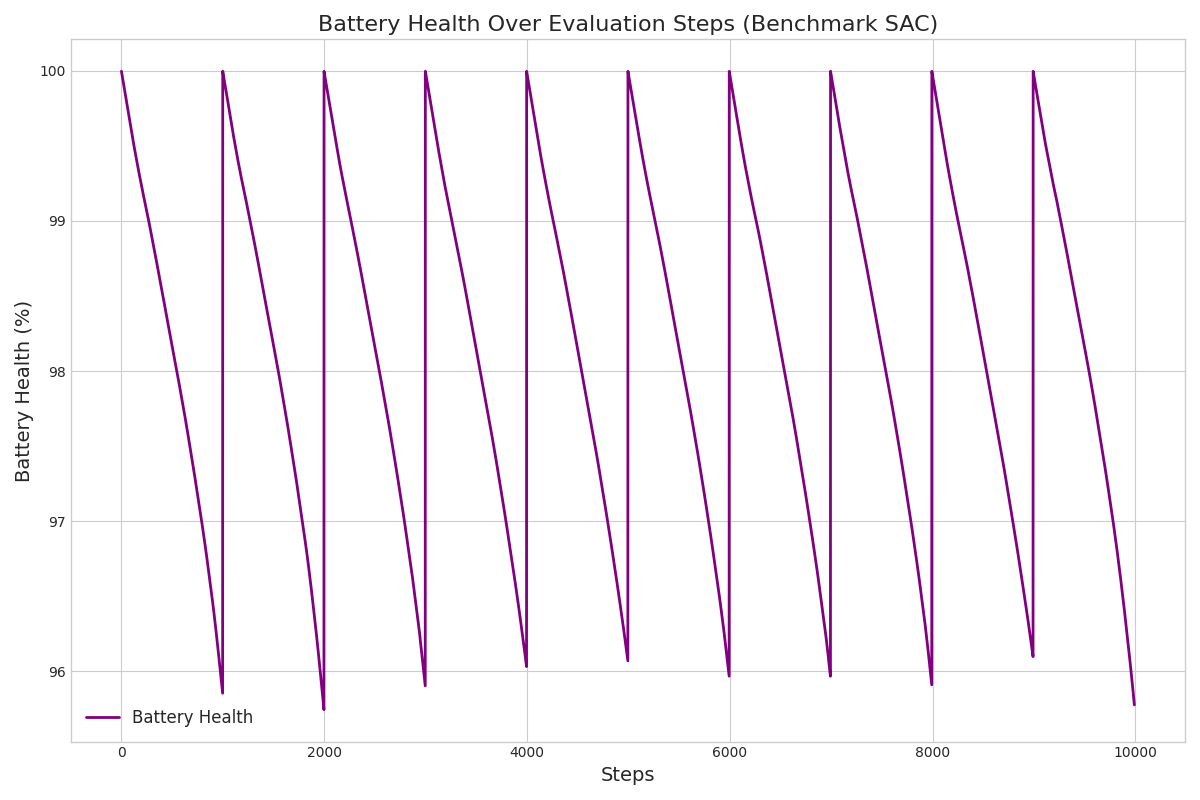 Battery Health Over Evaluation Steps (Benchmark SAC)
Battery Health (%)
100
99
98
97
96
Battery Health
0
2000
4000
6000
8000
10000
Steps